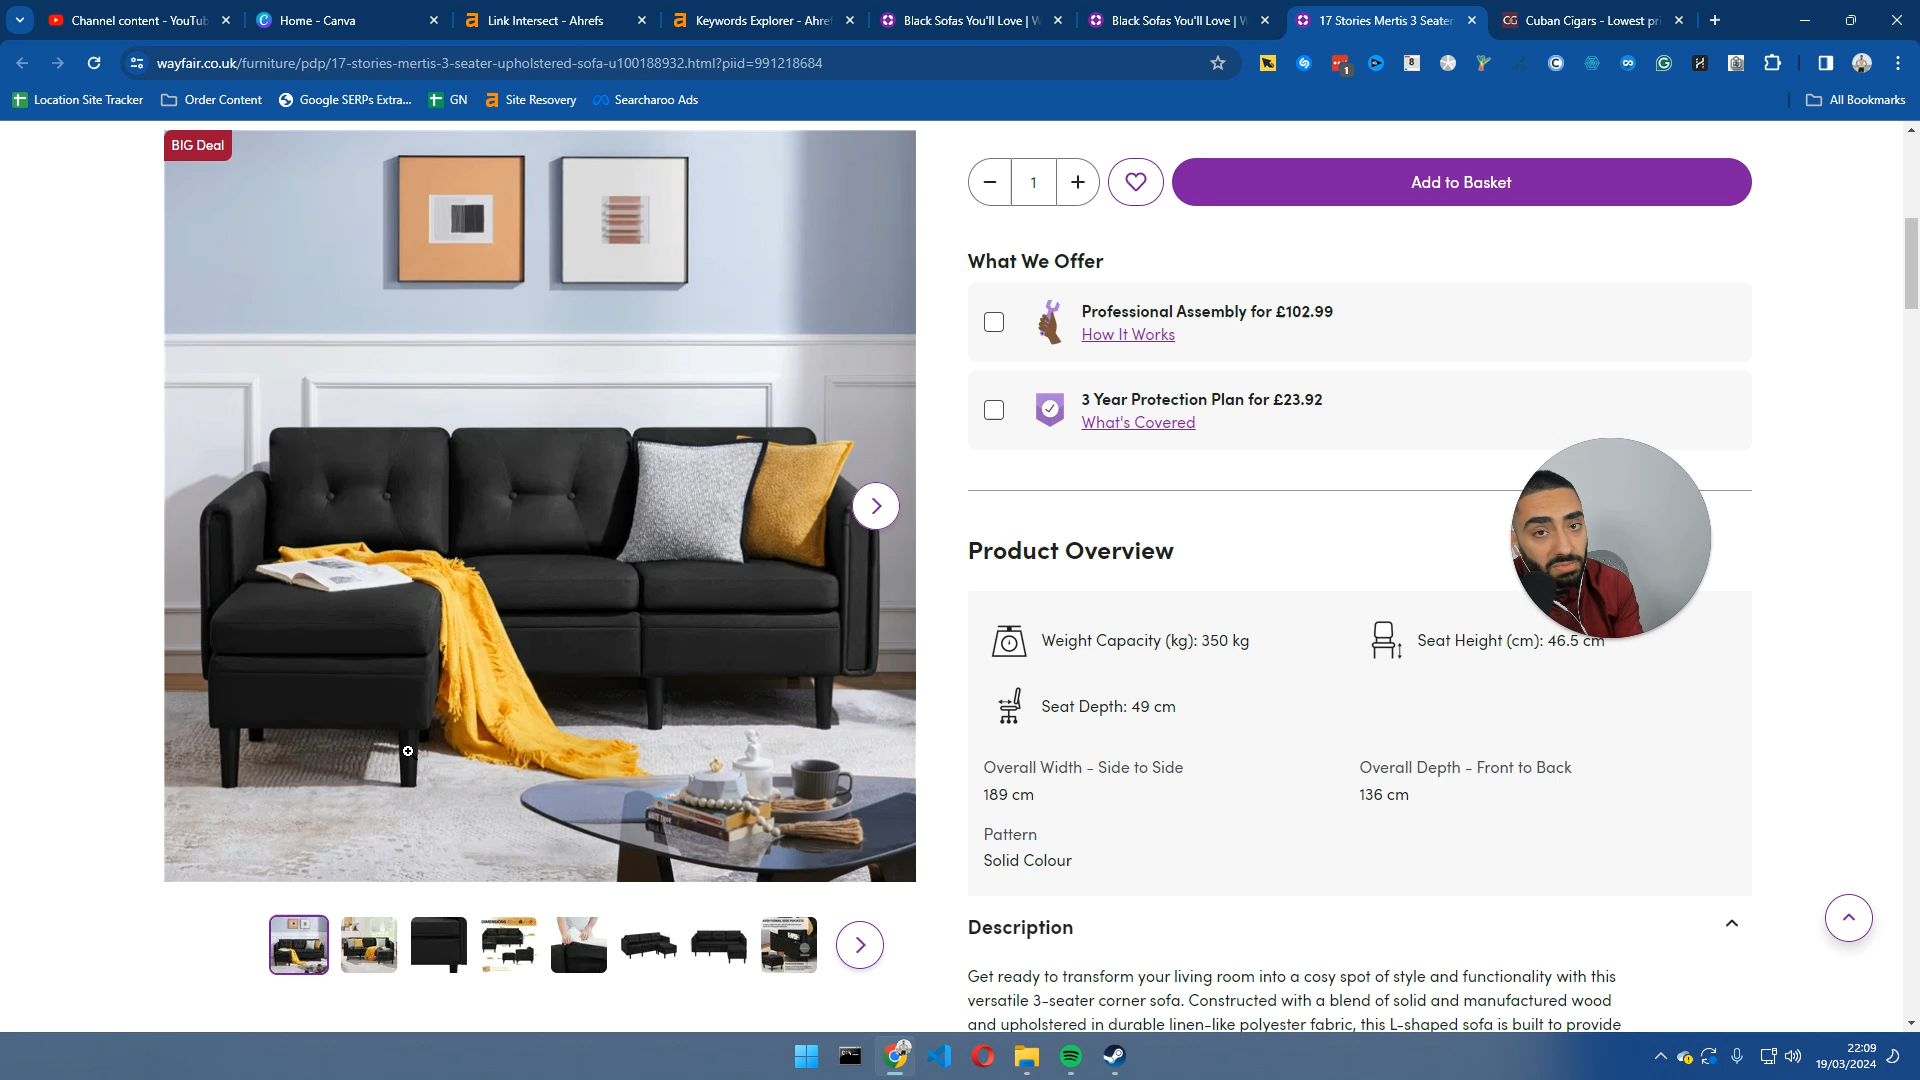 Channel content - YouTub
Home - Canva
Link Intersect - Ahrefs
Keywords Explorer - Ahref
Black Sofas You'll Love | W
Black Sofas You'll Love | W
17 Stories Mertis 3 Seater
Cuban Cigars - Lowest pri
wayfair.co.uk/furniture/pdp/17-stories-mertis-3-seater-upholstered-sofa-u100188932.html?piid=991218684
Location Site Tracker
Order Content
Google SERPs Extra...
GN
Site Recovery
Searcharoo Ads
All Bookmarks
BIG Deal
1
Add to Basket
What We Offer
Professional Assembly for £102.99
How It Works
3 Year Protection Plan for £23.92
What's Covered
Product Overview
Weight Capacity (kg): 350 kg
Seat Height (cm): 46.5 cm
Seat Depth: 49 cm
Overall Width - Side to Side
189 cm
Overall Depth - Front to Back
136 cm
Pattern
Solid Colour
Description
Get ready to transform your living room into a cosy spot of style and functionality with this
versatile 3-seater corner sofa. Constructed with a blend of solid and manufactured wood
and upholstered in durable linen-like polyester fabric, this L-shaped sofa is built to provide
22:09
19/03/2024